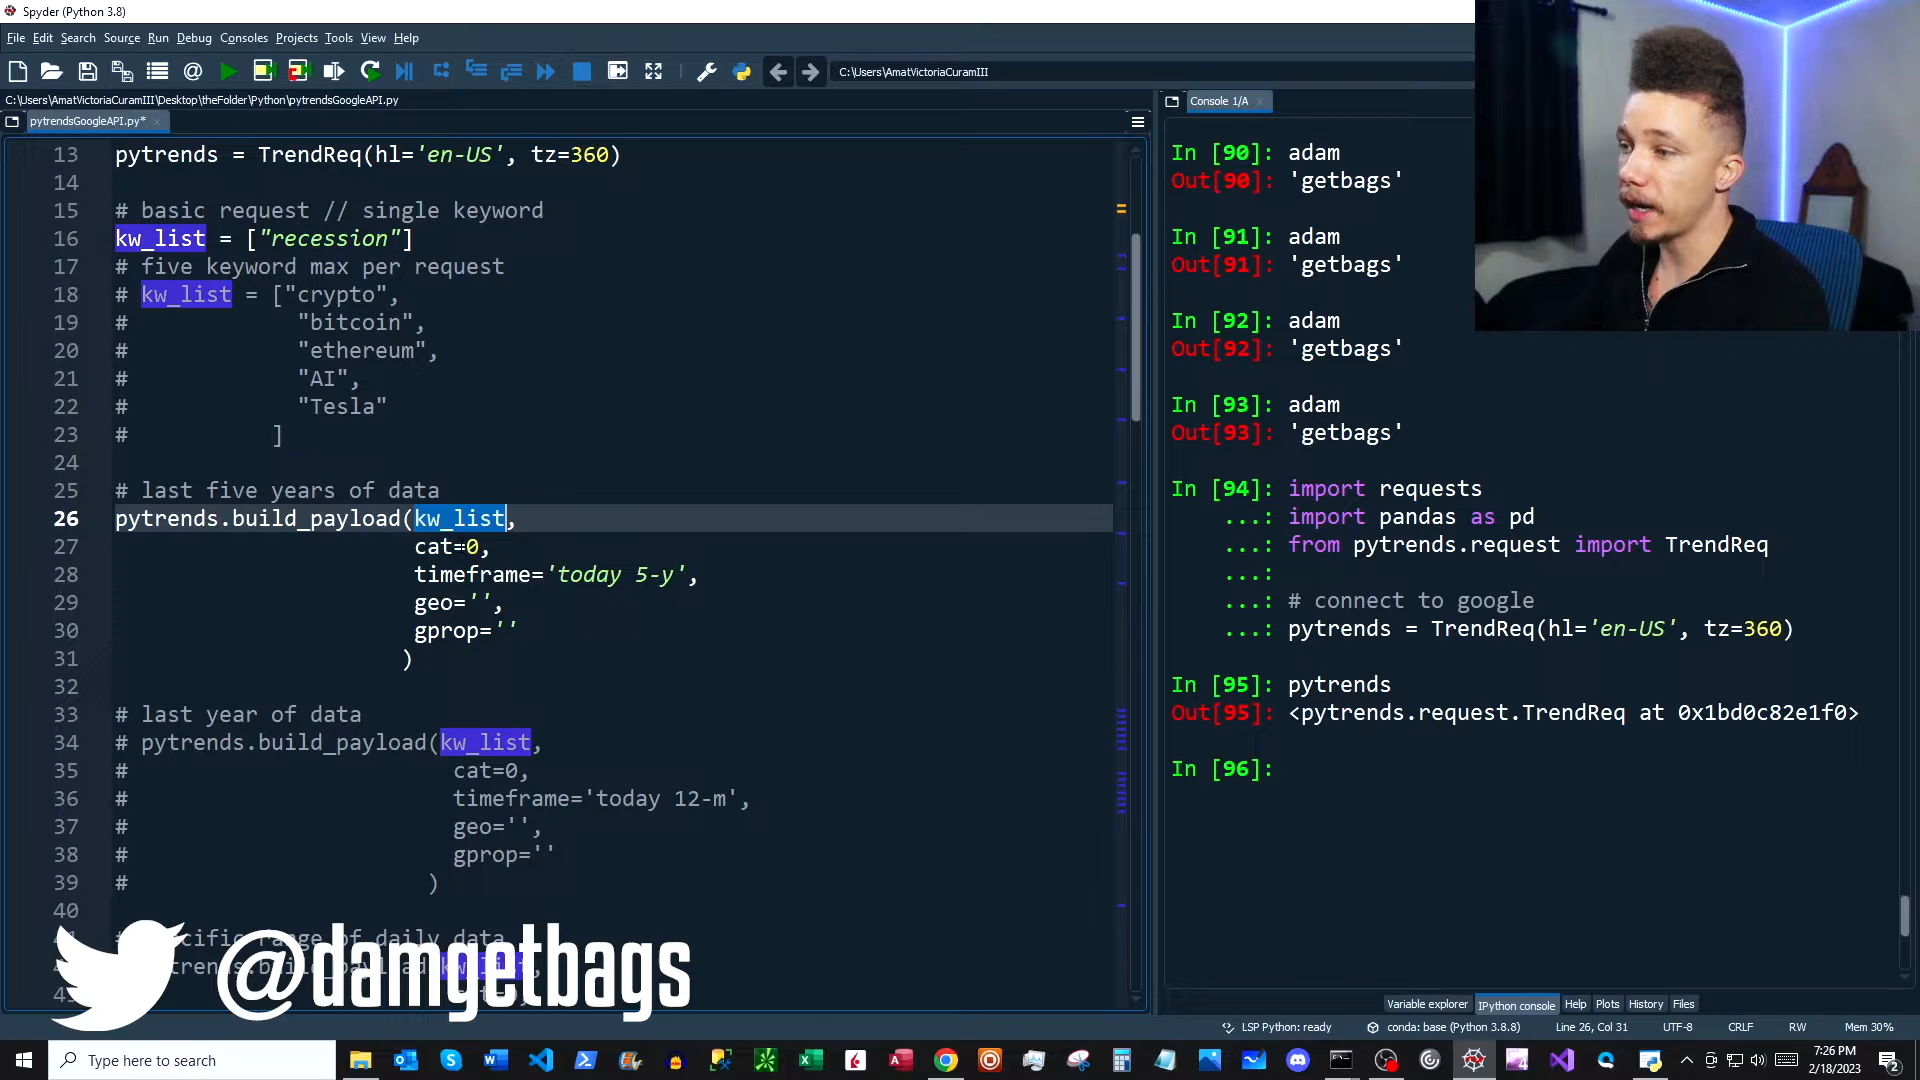 Spyder (Python 3.8)
File Edit Search Source Run Debug Consoles Projects Tools View Help
C:\Users\AmatVictoriaCuramIII
C:\Users\AmatVictoriaCuramIII\Desktop\theFolder\Python\pytrendsGoogleAPI.py
pytrendsGoogleAPI.py*
13 pytrends = TrendReq(hl='en-US', tz=360)
14
15 # basic request // single keyword
16 kw_list = ["recession"]
17 # five keyword max per request
18 # kw_list = ["crypto",
19 # "bitcoin",
20 # "ethereum",
21 # "AI",
22 # "Tesla"
23 # ]
24
25 # last five years of data
26 pytrends.build_payload(kw_list,
27 cat=0,
28 timeframe='today 5-y',
29 geo='',
30 gprop=''
31 )
32
33 # last year of data
34 # pytrends.build_payload(kw_list,
35 # cat=0,
36 # timeframe='today 12-m',
37 # geo='',
38 # gprop=''
39 # )
40
range of daily data
@damgetbags
Console 1/A
In [90]: adam
Out[90]: 'getbags'
In [91]: adam
Out[91]: 'getbags'
In [92]: adam
Out[92]: 'getbags'
In [93]: adam
Out[93]: 'getbags'
In [94]: import requests
...: import pandas as pd
...: from pytrends.request import TrendReq
...:
...: # connect to google
...: pytrends = TrendReq(hl='en-US', tz=360)
In [95]: pytrends
Out[95]: <pytrends.request.TrendReq at 0x1bd0c82e1f0>
In [96]:
Variable explorer IPython console Help Plots History Files
LSP Python: ready conda: base (Python 3.8.8) Line 26, Col 31 UTF-8 CRLF RW Mem 30%
Type here to search
7:26 PM
2/18/2023